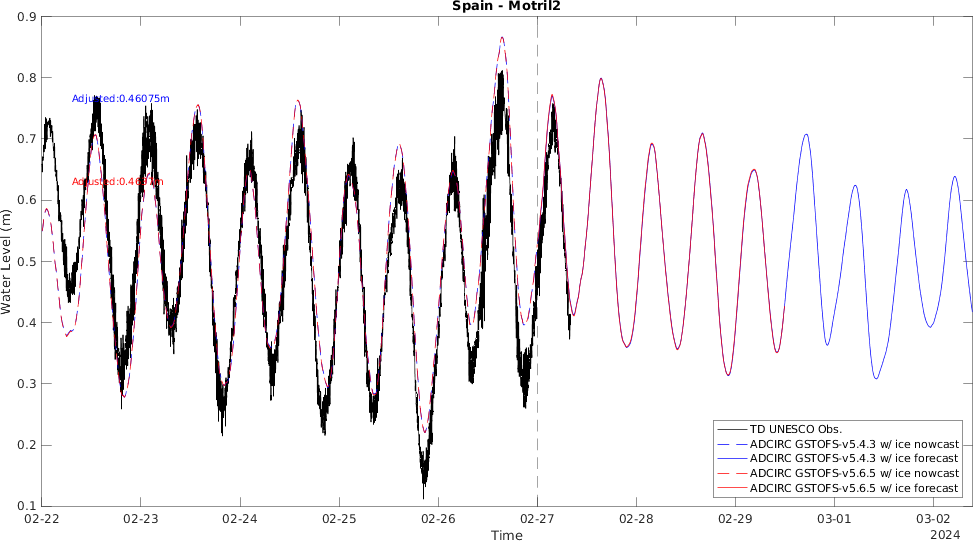 Spain - Motril2
0.9
0.8
0.7
0.6
0.5
0.4
0.3
0.2
0.1
Water Level (m)
Adjusted:0.46075m
TD UNESCO Obs.
ADCIRC GSTOFS-v5.4.3 w/ ice nowcast
ADCIRC GSTOFS-v5.4.3 w/ ice forecast
ADCIRC GSTOFS-v5.6.5 w/ ice nowcast
ADCIRC GSTOFS-v5.6.5 w/ ice forecast
02-22 02-23 02-24 02-25 02-26 02-27 02-28 02-29 03-01 03-02
Time
2024